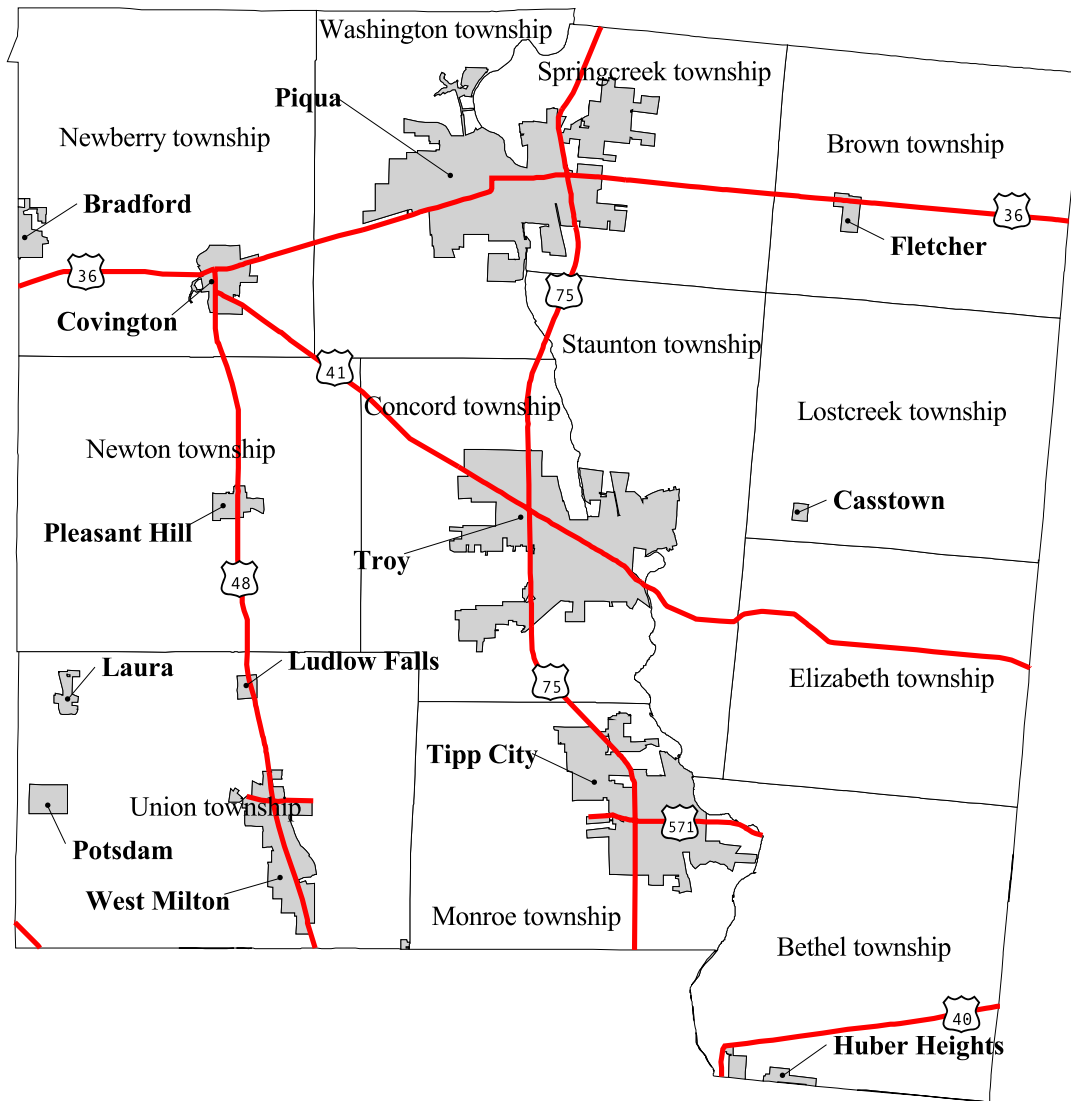 Washington township
Springcreek township
Piqua
Newberry township
Brown township
Bradford
36
Fletcher
36
75
Covington
Staunton township
41
Concord township
Lostcreek township
Newton township
Casstown
Pleasant Hill
Troy
48
Laura
Ludlow Falls
75
Elizabeth township
Tipp City
Union township
571
Potsdam
West Milton
Monroe township
Bethel township
40
Huber Heights